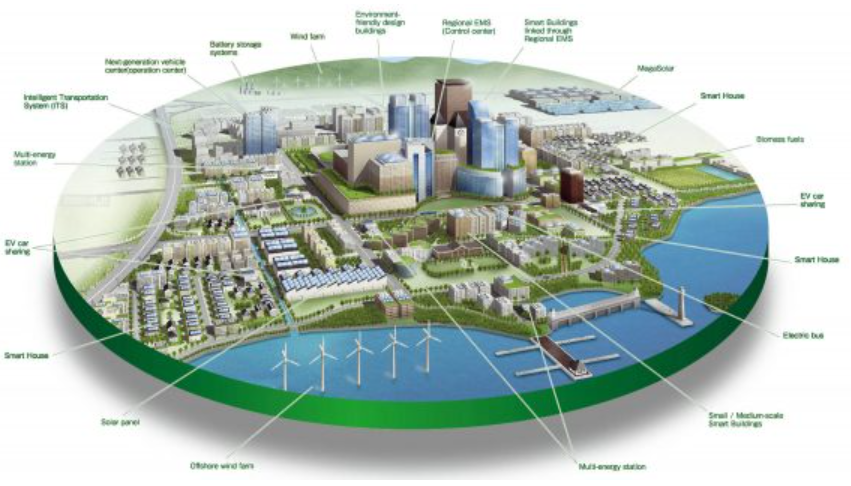 Environment-
friendly design
buildings
Regional EMS
(Control center)
Smart Buildings
linked through
Regional EMS
Wind farm
Battery storage
systems
Next-generation vehicle
center(operation center)
MegaSolar
Intelligent Transportation
System (ITS)
Smart House
Biomass fuels
Multi-energy
station
EV car
sharing
EV car
sharing
Smart House
Electric bus
Smart House
Solar panel
Small / Medium-scale
Smart Buildings
Offshore wind farm
Multi-energy station